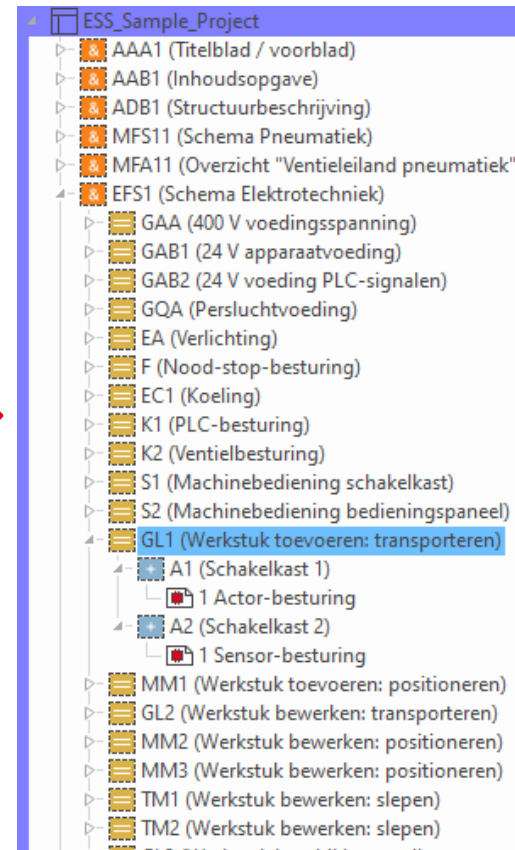 ESS_Sample_Project
& AAA1 (Titelblad / voorblad)
& AAB1 (Inhoudsopgave)
& ADB1 (Structuurbeschrijving)
& MFS11 (Schema Pneumatiek)
& MFA11 (Overzicht "Ventieleiland pneumatiek"
& EFS1 (Schema Elektrotechniek)
= GAA (400 V voedingsspanning)
= GAB1 (24 V apparaatvoeding)
= GAB2 (24 V voeding PLC-signalen)
= GQA (Persluchtvoeding)
= EA (Verlichting)
= F (Nood-stop-besturing)
= EC1 (Koeling)
= K1 (PLC-besturing)
= K2 (Ventielbesturing)
= S1 (Machinebediening schakelkast)
= S2 (Machinebediening bedieningspaneel)
= GL1 (Werkstuk toevoeren: transporteren)
+ A1 (Schakelkast 1)
1 Actor-besturing
+ A2 (Schakelkast 2)
1 Sensor-besturing
= MM1 (Werkstuk toevoeren: positioneren)
= GL2 (Werkstuk bewerken: transporteren)
= MM2 (Werkstuk bewerken: positioneren)
= MM3 (Werkstuk bewerken: positioneren)
= TM1 (Werkstuk bewerken: slepen)
= TM2 (Werkstuk bewerken: slepen)